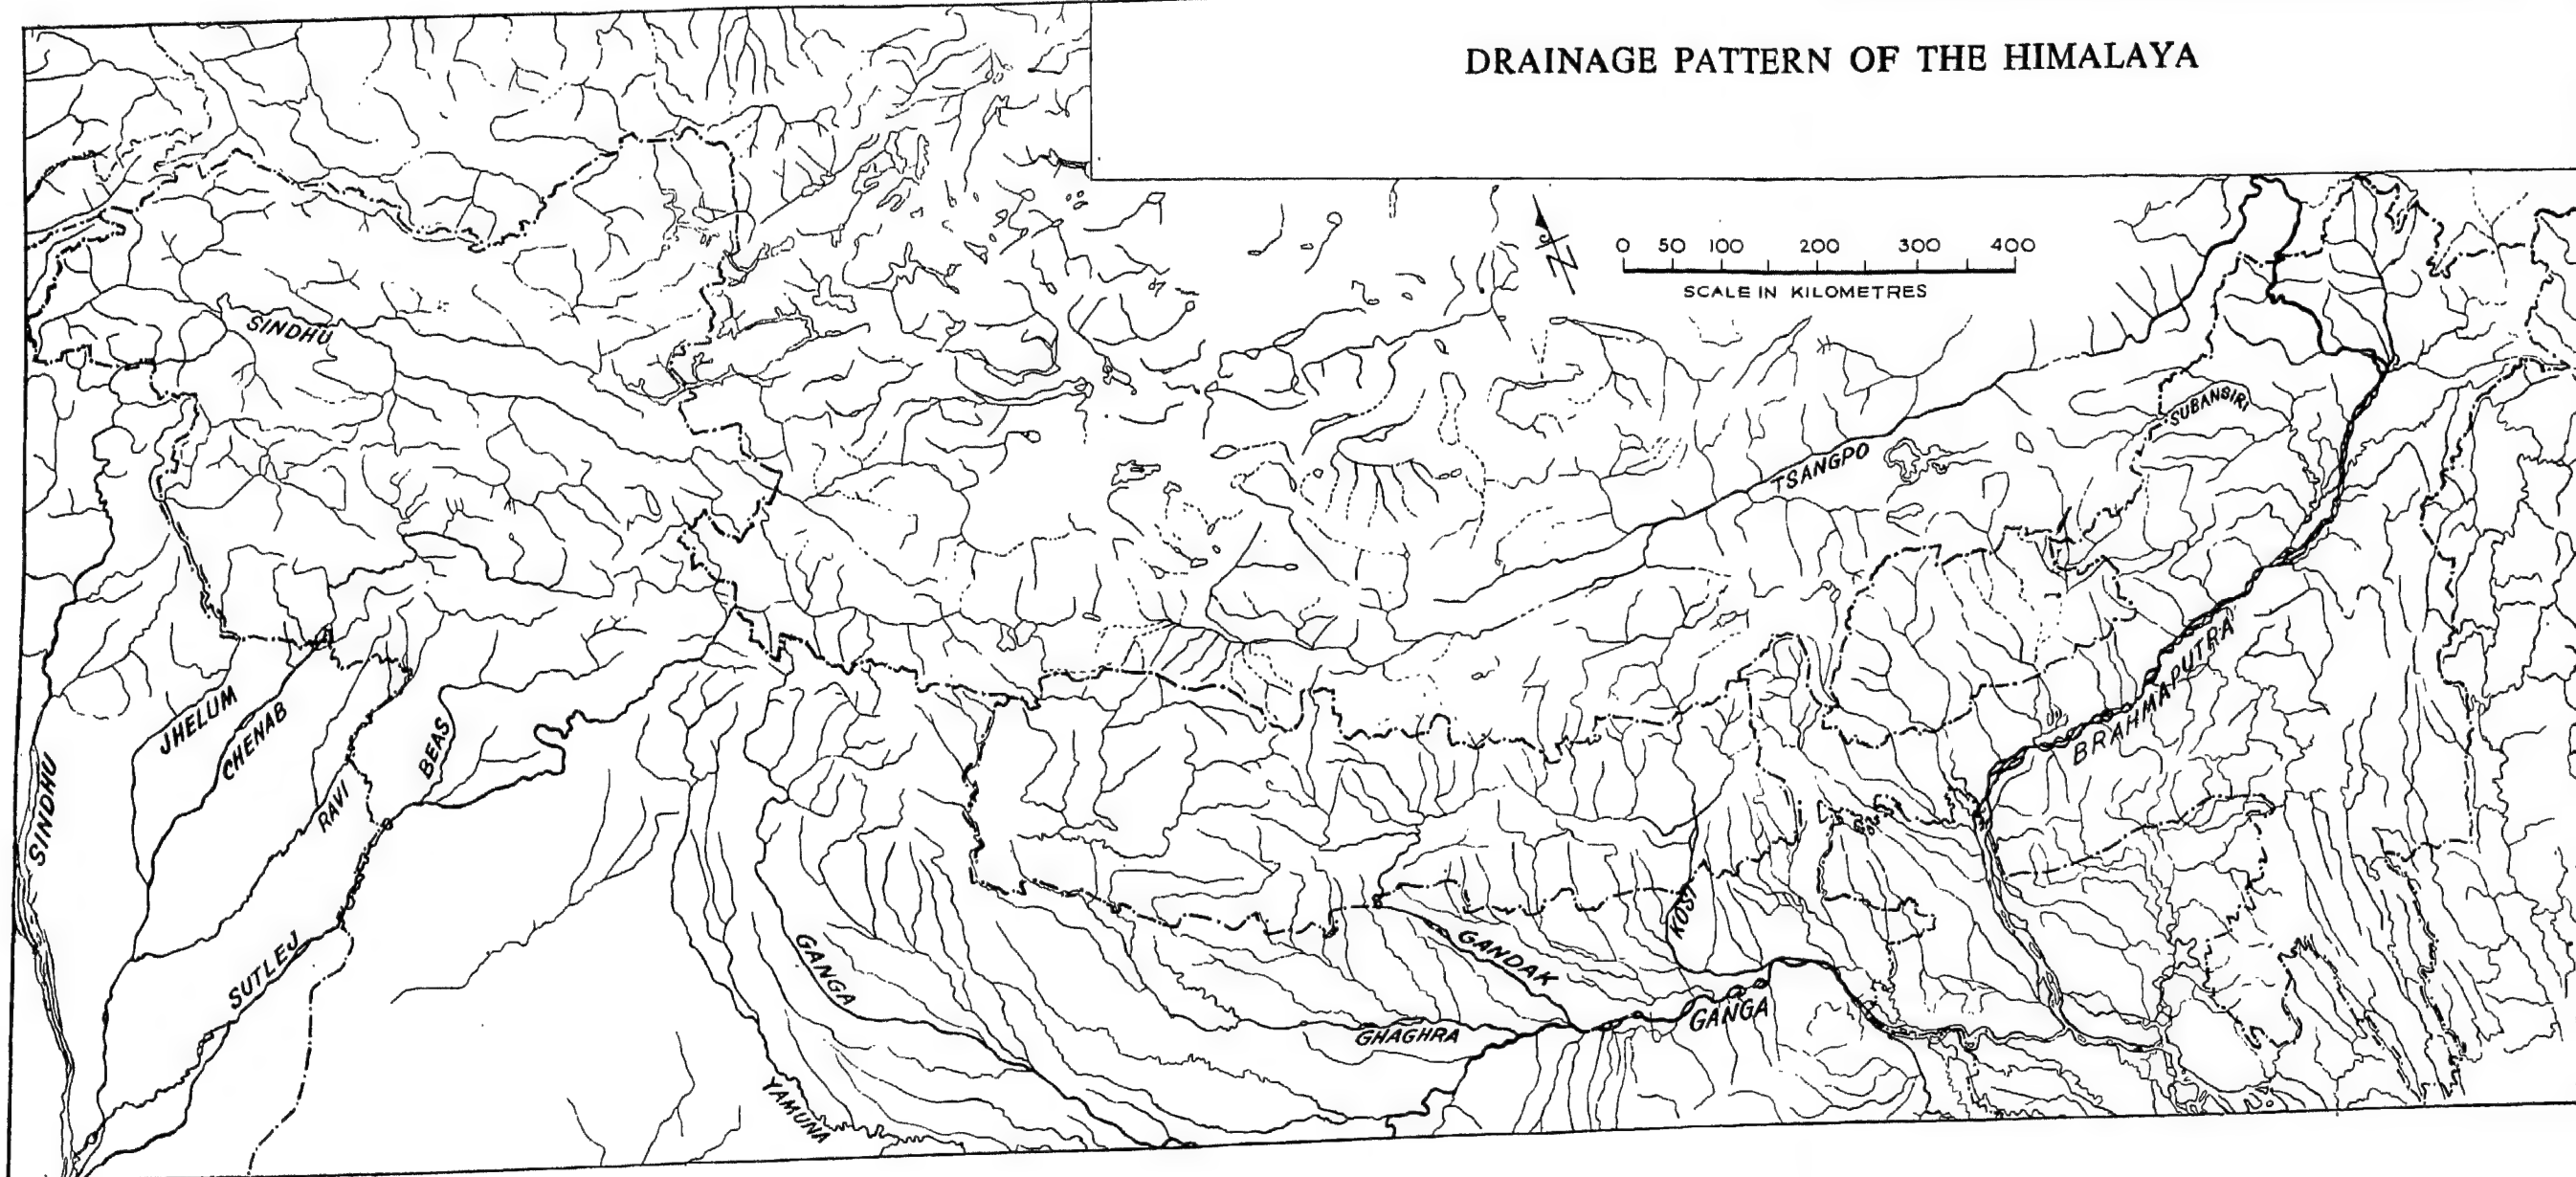 DRAINAGE PATTERN OF THE HIMALAYA
N
0 50 100 200 300 400
SCALE IN KILOMETRES
SINDHU
SUBANSIRI
TSANGPO
BRAHMAPUTRA
JHELUM
CHENAB
BEAS
RAVI
SINDHU
SUTLEJ
KOSI
GANDAK
GANGA
GANGA
GHAGHRA
YAMUNA